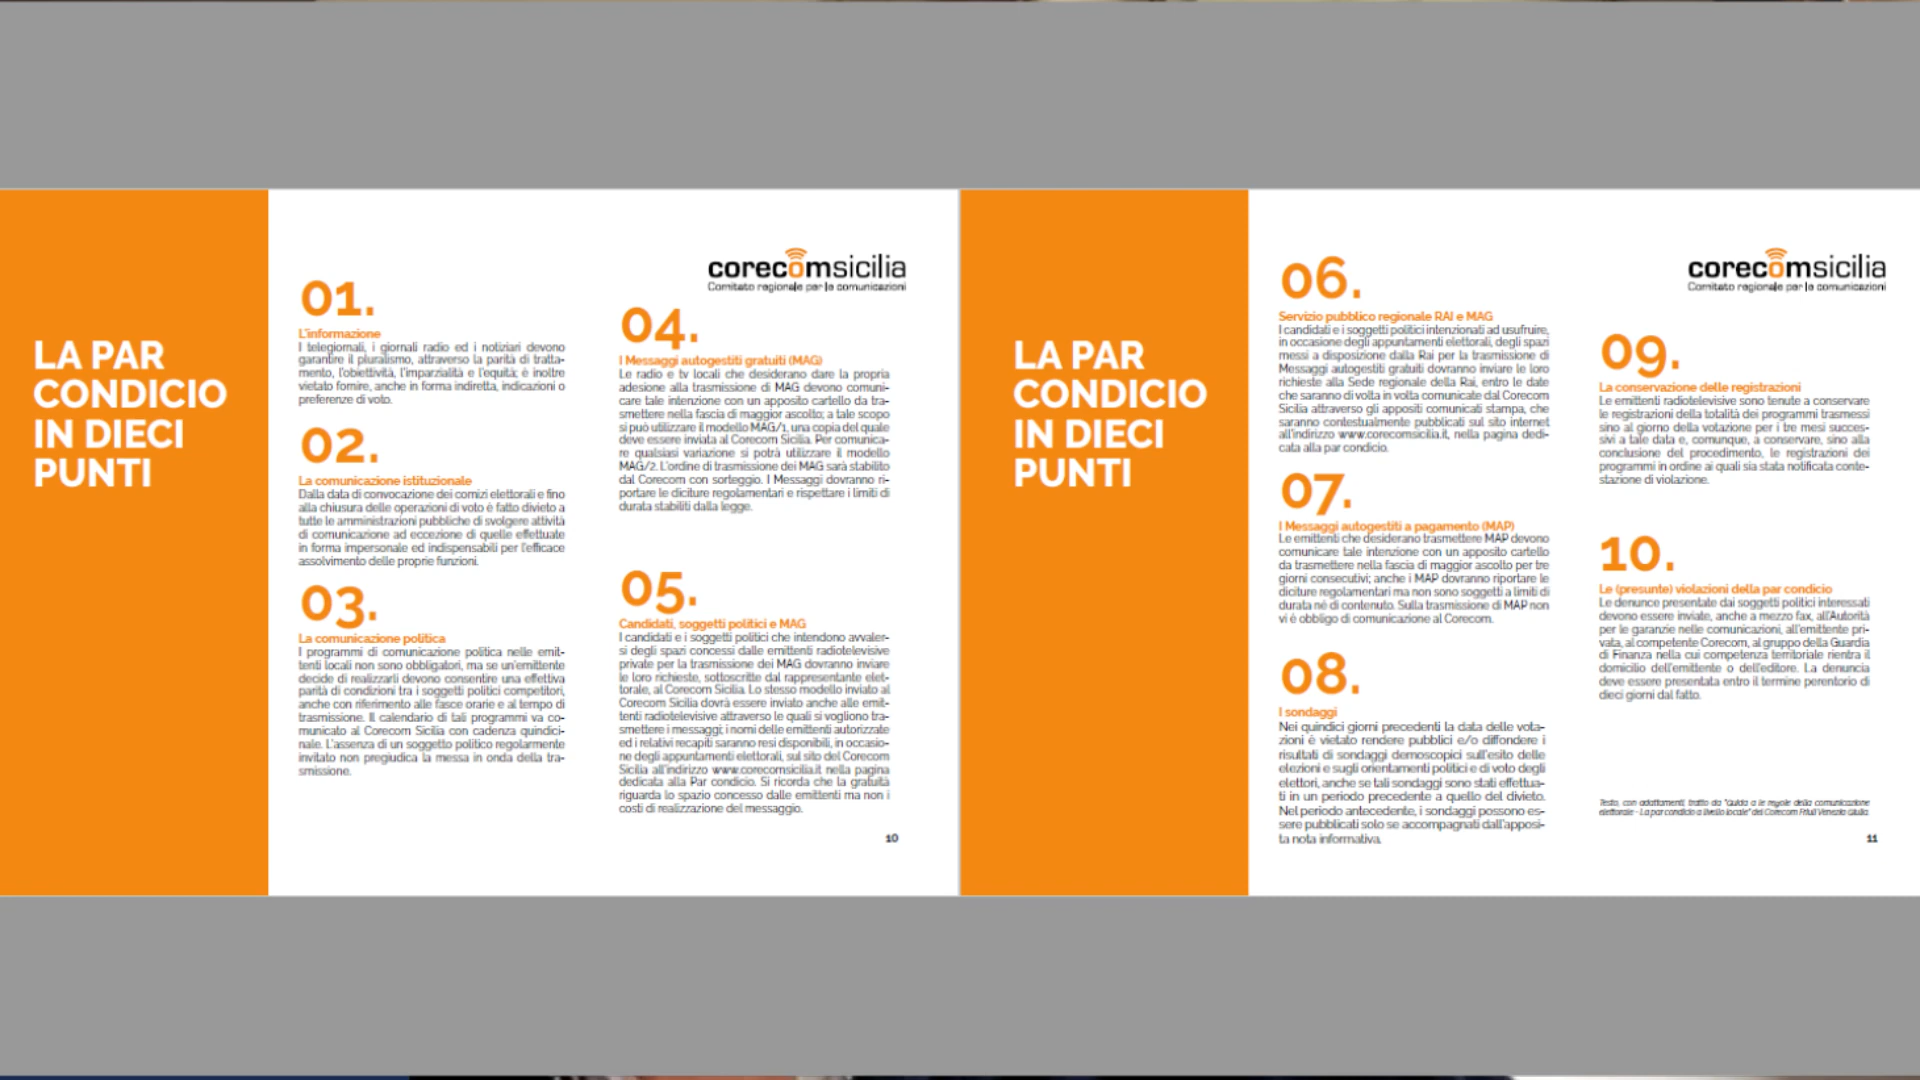 LA PAR
CONDICIO
IN DIECI
PUNTI
corecomsicilia
Comitato regionale per le comunicazioni
01.
L'informazione
I telegiornali, i giornali radio ed i notiziari devono
garantire il pluralismo, attraverso la parità di tratta-
mento, l'obiettività, l'imparzialità e l'equità; è inoltre
vietato fornire, anche in forma indiretta, indicazioni o
preferenze di voto.
02.
La comunicazione istituzionale
Dalla data di convocazione dei comizi elettorali e fino
alla chiusura delle operazioni di voto è fatto divieto a
tutte le amministrazioni pubbliche di svolgere attività
di comunicazione ad eccezione di quelle effettuate
in forma impersonale ed indispensabili per l'efficace
assolvimento delle proprie funzioni.
03.
La comunicazione politica
I programmi di comunicazione politica nelle emit-
tenti locali non sono obbligatori, ma se un'emittente
decide di realizzarli devono consentire una effettiva
parità di condizioni tra i soggetti politici competitori,
anche con riferimento alle fasce orarie e al tempo di
trasmissione. Il calendario di tali programmi va co-
municato al Corecom Sicilia con cadenza quindici-
nale. L'assenza di un soggetto politico regolarmente
invitato non pregiudica la messa in onda della tra-
smissione.
04.
I Messaggi autogestiti gratuiti (MAG)
Le radio e tv locali che desiderano dare la propria
adesione alla trasmissione di MAG devono comuni-
care tale intenzione con un apposito cartello da tra-
smettere nella fascia di maggior ascolto; a tale scopo
si può utilizzare il modello MAG/1, una copia del quale
deve essere inviata al Corecom Sicilia. Per comunica-
re qualsiasi variazione si potrà utilizzare il modello
MAG/2. L'ordine di trasmissione dei MAG sarà stabilito
dal Corecom con sorteggio. I Messaggi dovranno ri-
portare le diciture regolamentari e rispettare i limiti di
durata stabiliti dalla legge.
05.
Candidati, soggetti politici e MAG
I candidati e i soggetti politici che intendono avvaler-
si degli spazi concessi dalle emittenti radiotelevisive
private per la trasmissione dei MAG dovranno inviare
le loro richieste, sottoscritte dal rappresentante elet-
torale, al Corecom Sicilia. Lo stesso modello inviato al
Corecom Sicilia dovrà essere inviato anche alle emit-
tenti radiotelevisive attraverso le quali si vogliono tra-
smettere i messaggi; i nomi delle emittenti autorizzate
ed i relativi recapiti saranno resi disponibili, in occasio-
ne degli appuntamenti elettorali, sul sito del Corecom
Sicilia all'indirizzo www.corecomsicilia.it nella pagina
dedicata alla Par condicio. Si ricorda che la gratuità
riguarda lo spazio concesso dalle emittenti ma non i
costi di realizzazione del messaggio.
10
LA PAR
CONDICIO
IN DIECI
PUNTI
corecomsicilia
Comitato regionale per le comunicazioni
06.
Servizio pubblico regionale RAI e MAG
I candidati e i soggetti politici intenzionati ad usufruire,
in occasione degli appuntamenti elettorali, degli spazi
messi a disposizione dalla Rai per la trasmissione di
Messaggi autogestiti gratuiti dovranno inviare le loro
richieste alla Sede regionale della Rai, entro le date
che saranno di volta in volta comunicate dal Corecom
Sicilia attraverso gli appositi comunicati stampa, che
saranno contestualmente pubblicati sul sito internet
all'indirizzo www.corecomsicilia.it, nella pagina dedi-
cata alla par condicio.
07.
I Messaggi autogestiti a pagamento (MAP)
Le emittenti che desiderano trasmettere MAP devono
comunicare tale intenzione con un apposito cartello
da trasmettere nella fascia di maggior ascolto per tre
giorni consecutivi; anche i MAP dovranno riportare le
diciture regolamentari ma non sono soggetti a limiti di
durata né di contenuto. Sulla trasmissione di MAP non
vi è obbligo di comunicazione al Corecom.
08.
I sondaggi
Nei quindici giorni precedenti la data delle vota-
zioni è vietato rendere pubblici e/o diffondere i
risultati di sondaggi demoscopici sull'esito delle
elezioni e sugli orientamenti politici e di voto degli
elettori, anche se tali sondaggi sono stati effettua-
ti in un periodo precedente a quello del divieto.
Nel periodo antecedente, i sondaggi possono es-
sere pubblicati solo se accompagnati dall'apposi-
ta nota informativa.
09.
La conservazione delle registrazioni
Le emittenti radiotelevisive sono tenute a conservare
le registrazioni della totalità dei programmi trasmessi
sino al giorno della votazione per i tre mesi succes-
sivi a tale data e, comunque, a conservare, sino alla
conclusione del procedimento, le registrazioni dei
programmi in ordine ai quali sia stata notificata conte-
stazione di violazione.
10.
Le (presunte) violazioni della par condicio
Le denunce presentate dai soggetti politici interessati
devono essere inviate, anche a mezzo fax, all'Autorità
per le garanzie nelle comunicazioni, all'emittente pri-
vata, al competente Corecom, al gruppo della Guardia
di Finanza nella cui competenza territoriale rientra il
domicilio dell'emittente o dell'editore. La denuncia
deve essere presentata entro il termine perentorio di
dieci giorni dal fatto.
Testo, con adattamenti, tratto da "Guida a le regole della comunicazione
elettorale - La par condicio a livello locale" del Corecom Friuli Venezia Giulia.
11